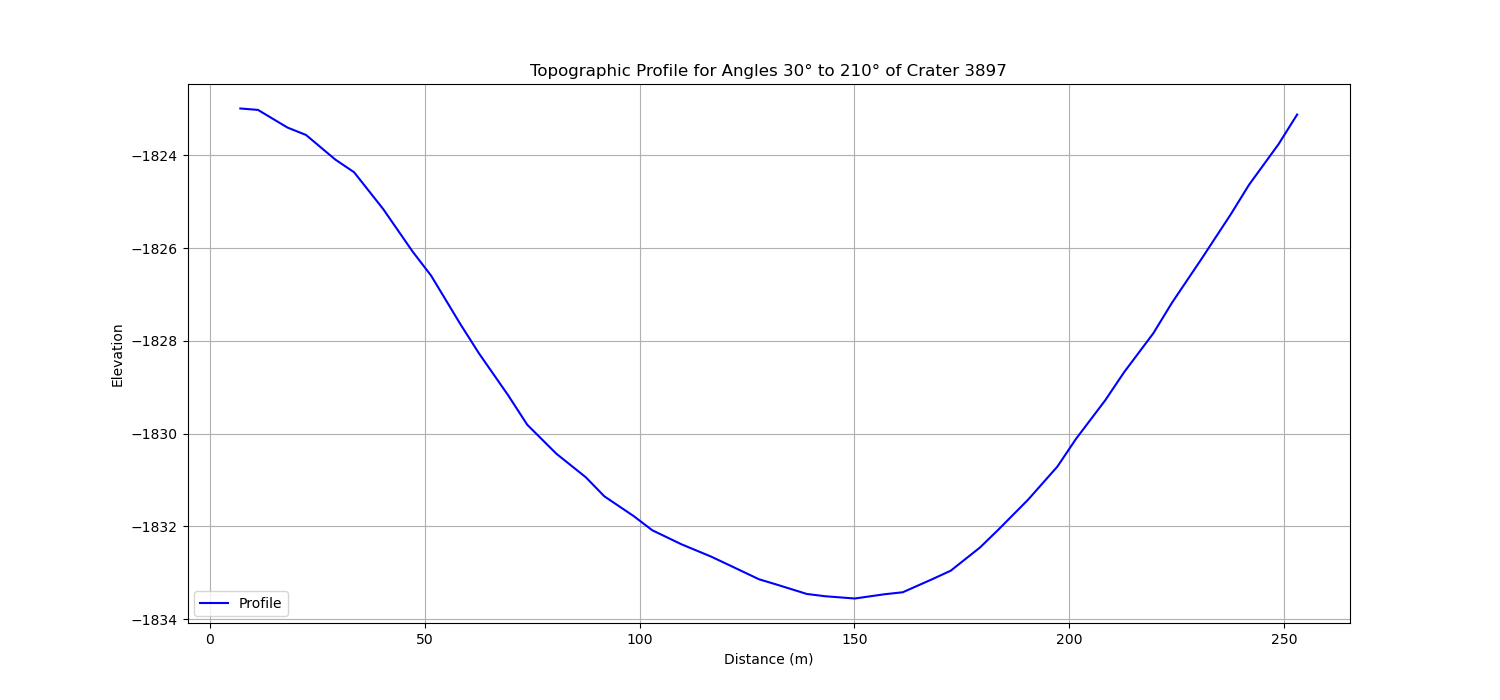 Topographic Profile for Angles 30° to 210° of Crater 3897
Elevation
−1824
−1826
−1828
−1830
−1832
−1834
Profile
0 50 100 150 200 250
Distance (m)